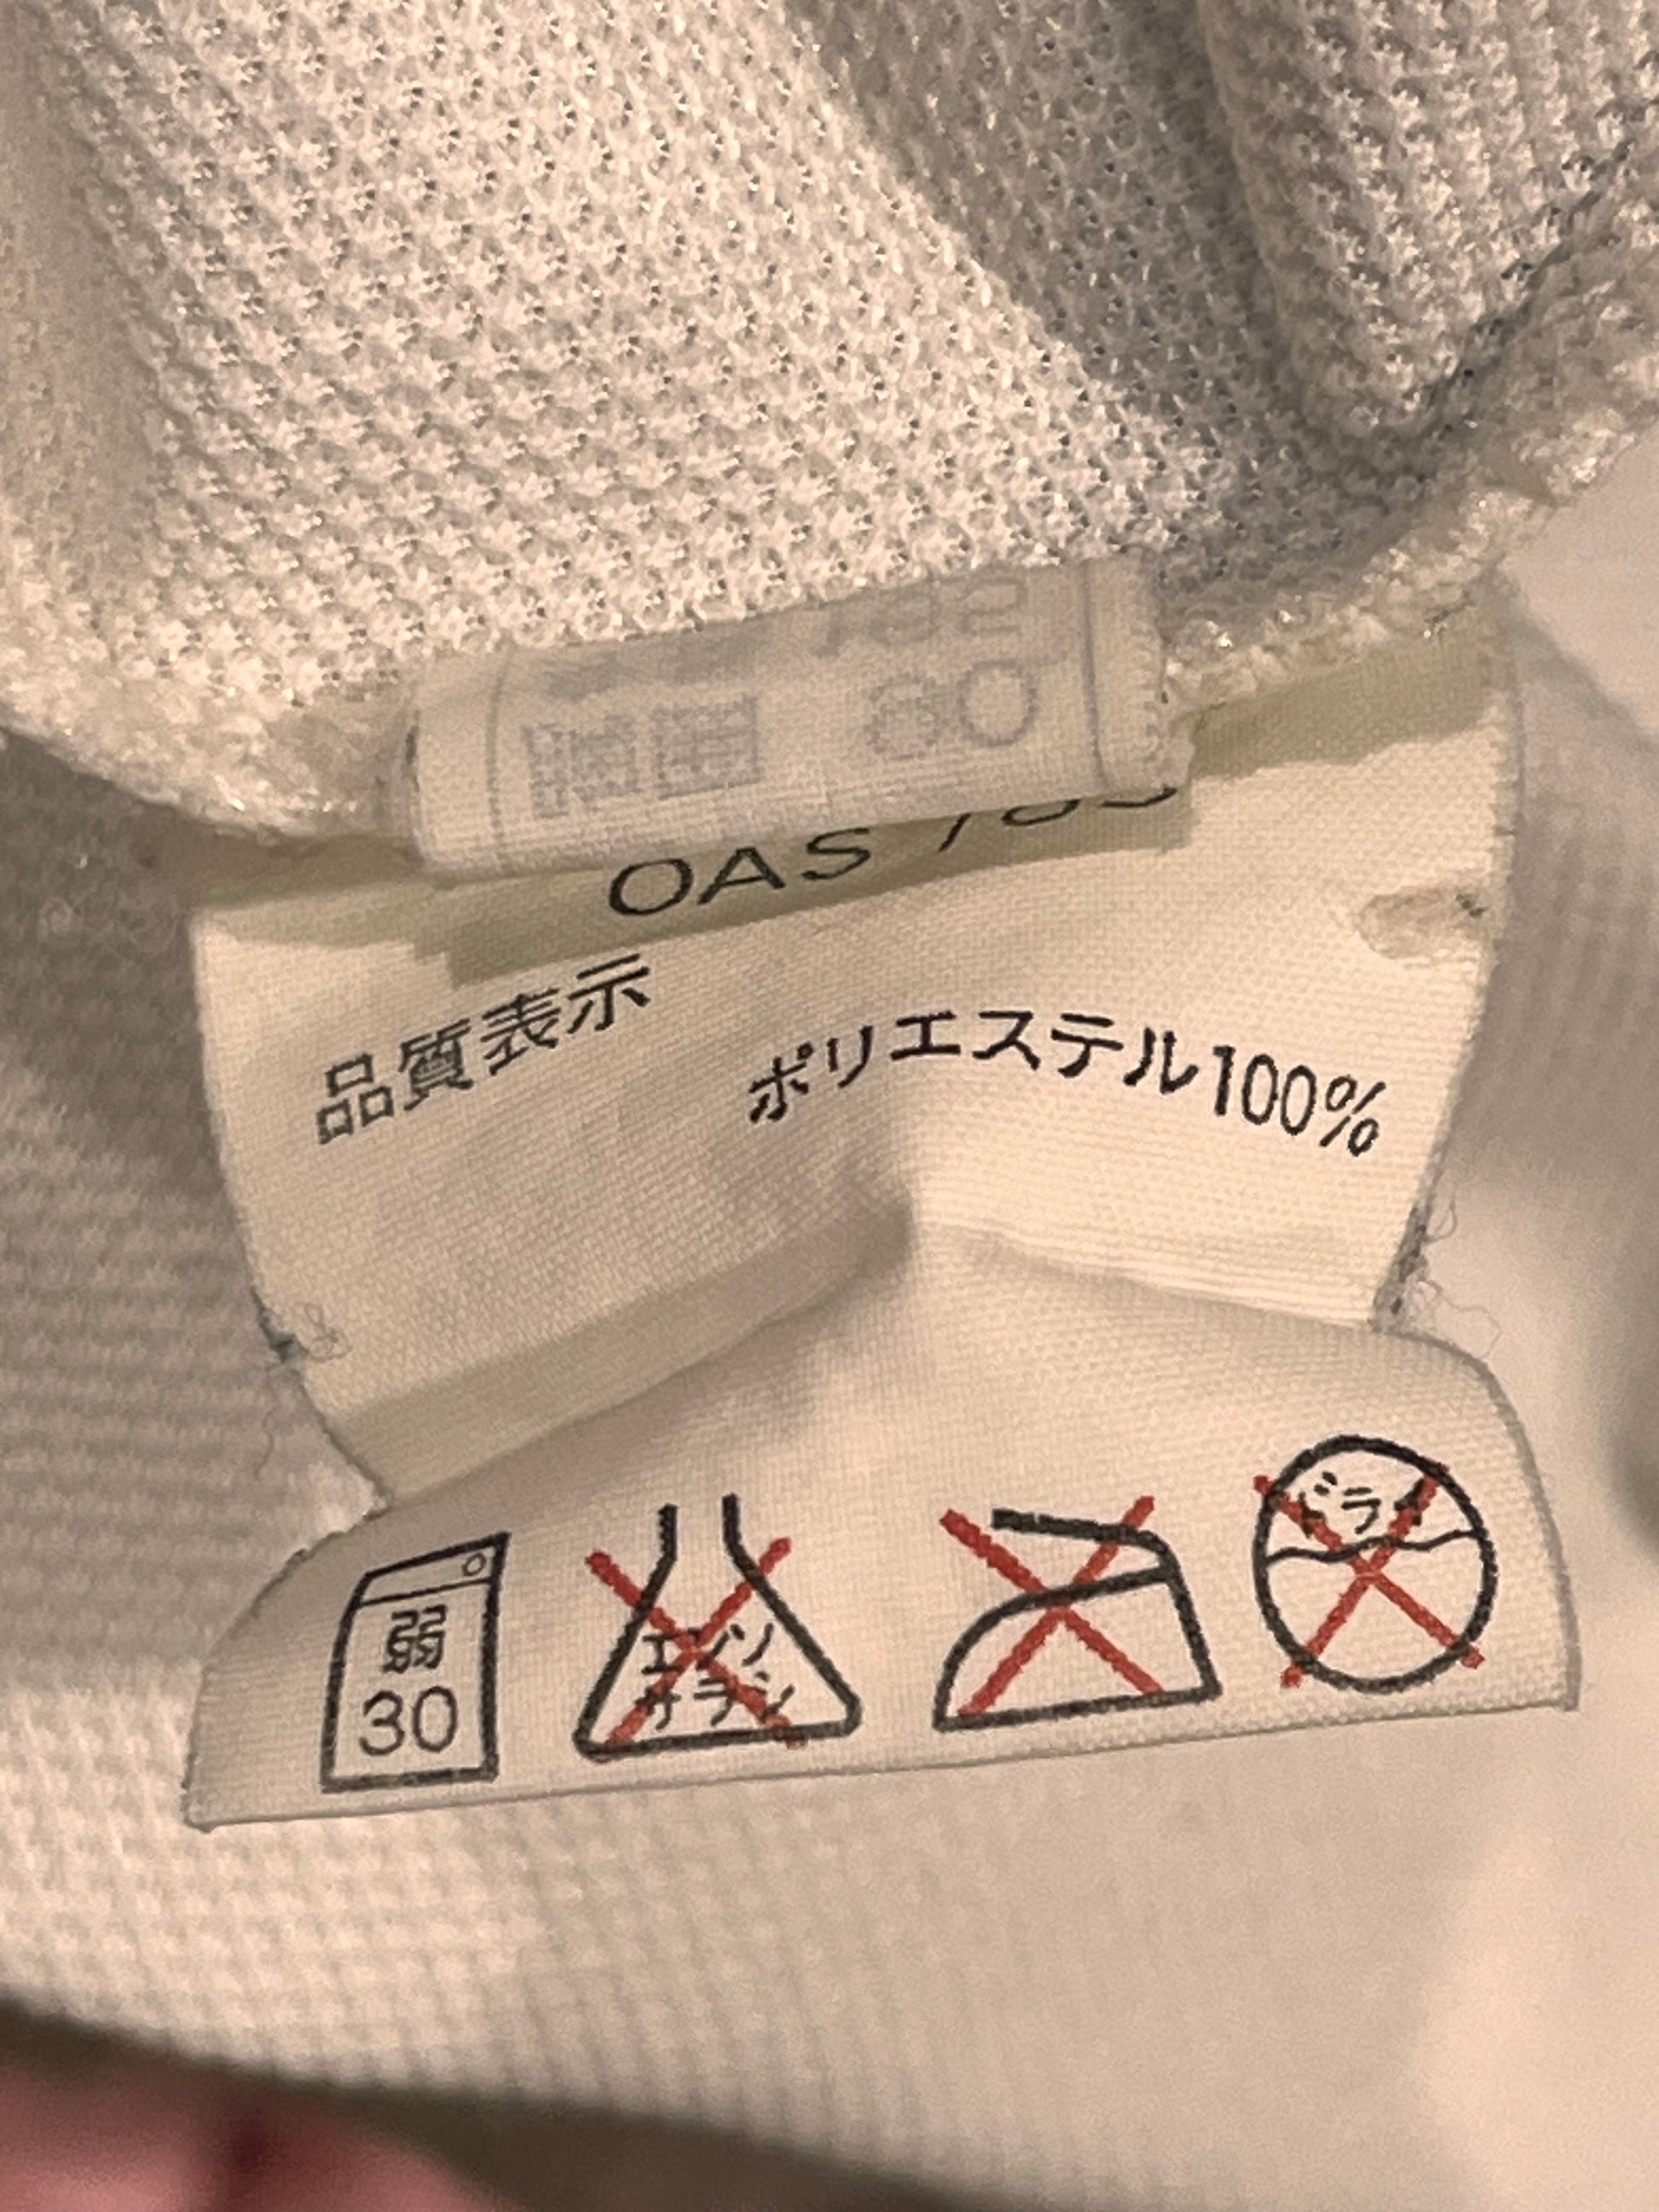 OAS
品質表示
ポリエステル100%
弱
30
エンソ
サラシ
ドライ